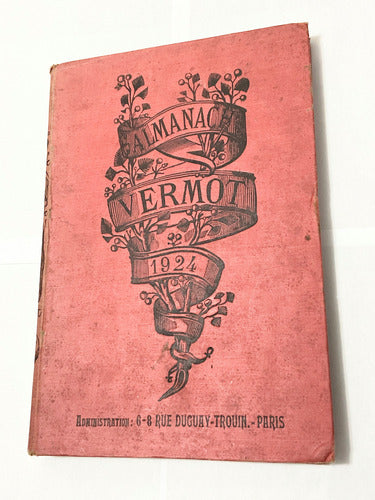 ALMANACH
VERMOT
1924
ADMINISTRATION: 6-8 RUE DUGUAY-TROUIN.-PARIS